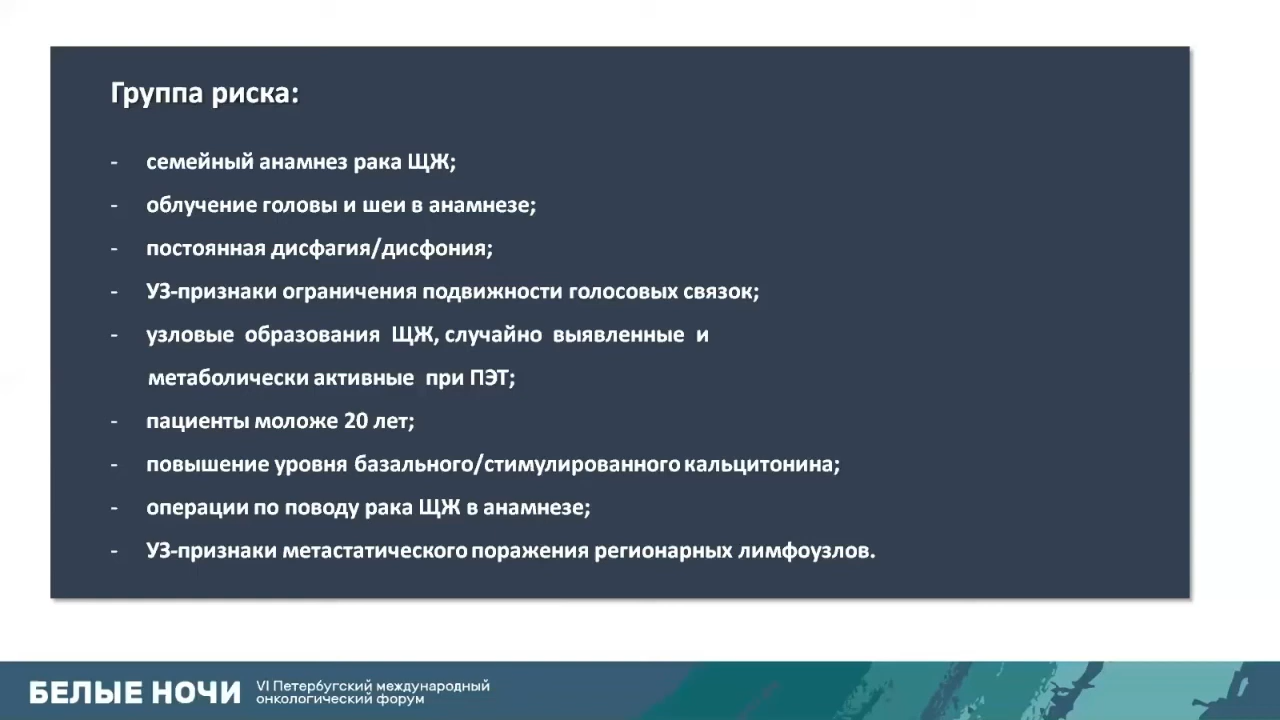 Группа риска:
- семейный анамнез рака ЩЖ;
- облучение головы и шеи в анамнезе;
- постоянная дисфагия/дисфония;
- УЗ-признаки ограничения подвижности голосовых связок;
- узловые образования ЩЖ, случайно выявленные и
метаболически активные при ПЭТ;
- пациенты моложе 20 лет;
- повышение уровня базального/стимулированного кальцитонина;
- операции по поводу рака ЩЖ в анамнезе;
- УЗ-признаки метастатического поражения регионарных лимфоузлов.
БЕЛЫЕ НОЧИ
VI Петербургский международный
онкологический форум